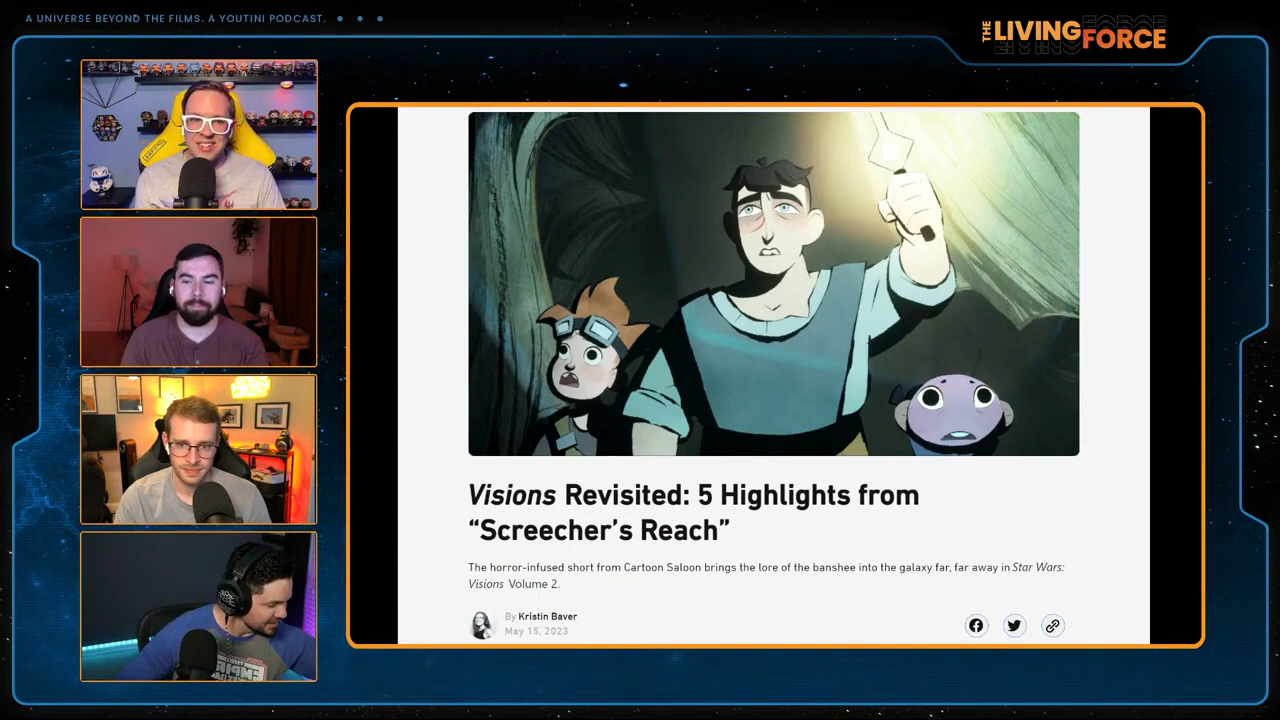 A UNIVERSE BEYOND THE FILMS. A YOUTINI PODCAST.
THE LIVING FORCE
Visions Revisited: 5 Highlights from
“Screecher’s Reach”
The horror-infused short from Cartoon Saloon brings the lore of the banshee into the galaxy far, far away in Star Wars:
Visions Volume 2.
By Kristin Baver
May 15, 2023
EMPIRE